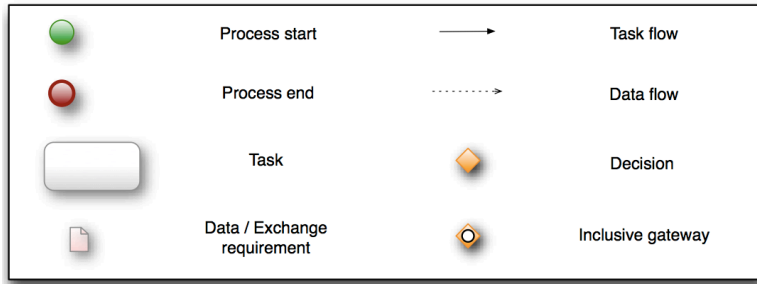 Process start
Task flow
Process end
Data flow
Task
Decision
Data / Exchange
requirement
Inclusive gateway